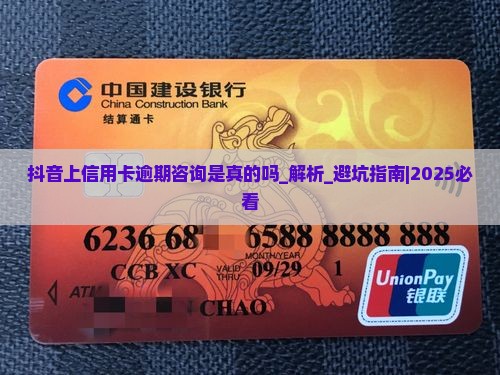 中国建设银行
China Construction Bank
结算通卡
抖音上信用卡逾期咨询是真的吗_解析_避坑指南|2025必
看
6236 68 6588 8888 888
MONTH/YEAR
CCB XC VALID THRU 09/29 1
ATM
CHAO
UnionPay
银联